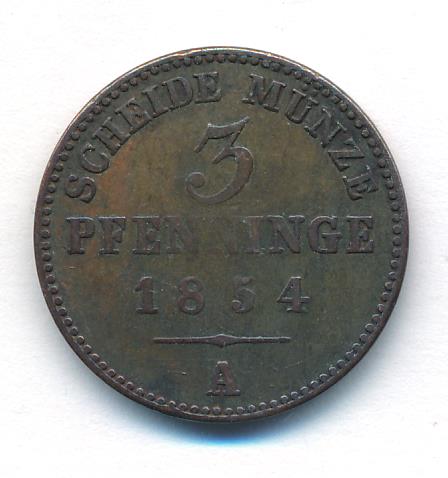 SCHEIDE MÜNZE
3
PFENNINGE
1854
A